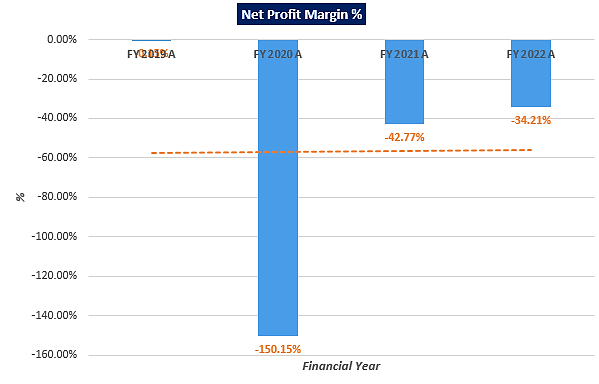 Net Profit Margin %
0.00%
-20.00%
-40.00%
-60.00%
-80.00%
-100.00%
-120.00%
-140.00%
-160.00%
%
FY 2019 A
FY 2020 A
FY 2021 A
FY 2022 A
-150.15%
-42.77%
-34.21%
Financial Year